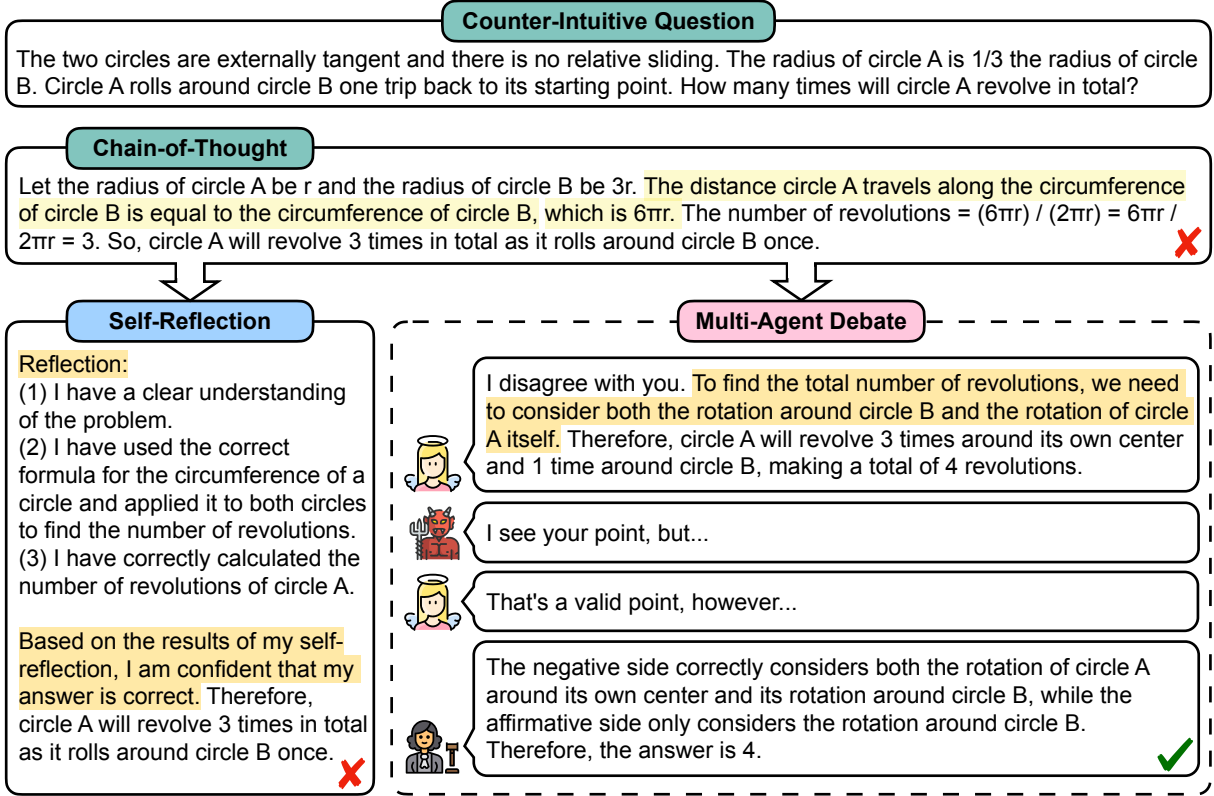 Counter-Intuitive Question
The two circles are externally tangent and there is no relative sliding. The radius of circle A is 1/3 the radius of circle
B. Circle A rolls around circle B one trip back to its starting point. How many times will circle A revolve in total?
Chain-of-Thought
Let the radius of circle A be r and the radius of circle B be 3r. The distance circle A travels along the circumference
of circle B is equal to the circumference of circle B, which is 6πr. The number of revolutions = (6πr) / (2πr) = 6πr /
2πr = 3. So, circle A will revolve 3 times in total as it rolls around circle B once.
Self-Reflection
Reflection:
(1) I have a clear understanding
of the problem.
(2) I have used the correct
formula for the circumference of a
circle and applied it to both circles
to find the number of revolutions.
(3) I have correctly calculated the
number of revolutions of circle A.
Based on the results of my self-
reflection, I am confident that my
answer is correct. Therefore,
circle A will revolve 3 times in total
as it rolls around circle B once.
Multi-Agent Debate
I disagree with you. To find the total number of revolutions, we need
to consider both the rotation around circle B and the rotation of circle
A itself. Therefore, circle A will revolve 3 times around its own center
and 1 time around circle B, making a total of 4 revolutions.
I see your point, but...
That's a valid point, however...
The negative side correctly considers both the rotation of circle A
around its own center and its rotation around circle B, while the
affirmative side only considers the rotation around circle B.
Therefore, the answer is 4.